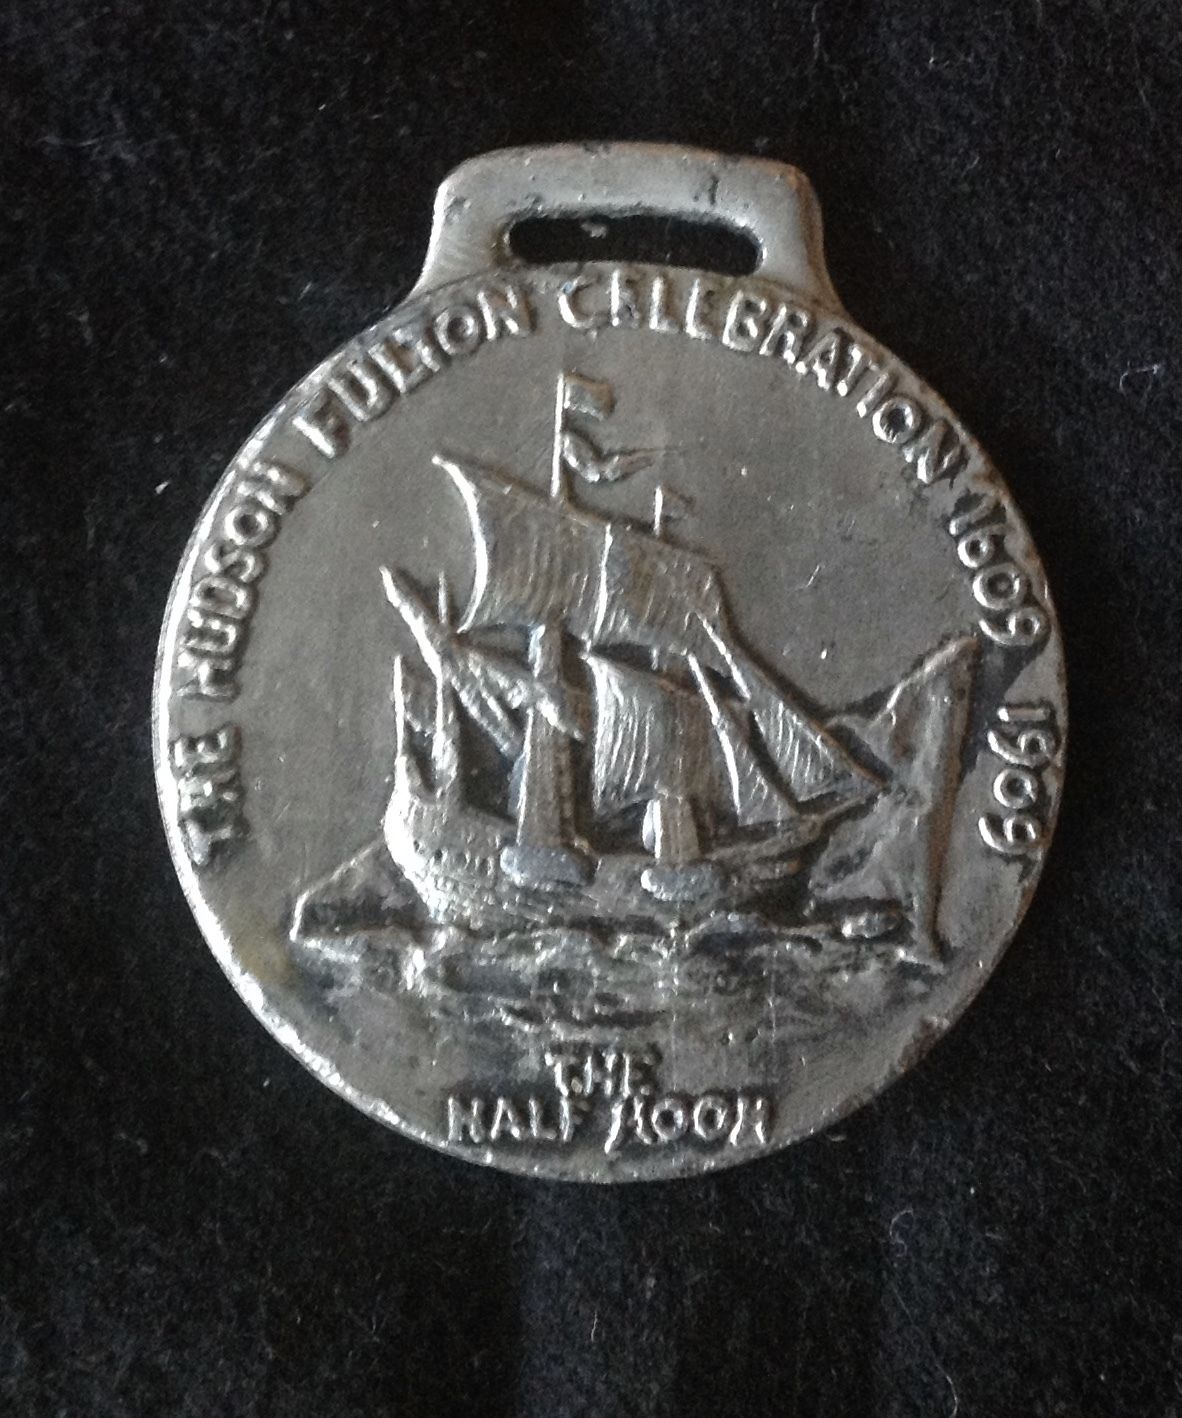 THE HUDSON FULTON CELEBRATION 1609 1909
THE
HALF MOON